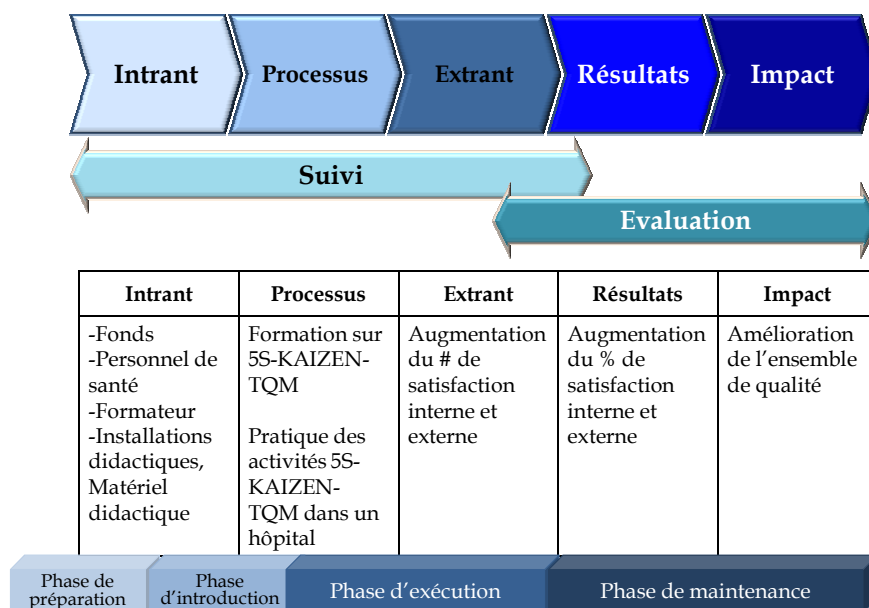 Intrant
Processus
Extrant
Résultats
Impact
Suivi
Evaluation
Intrant
Processus
Extrant
Résultats
Impact
-Fonds
-Personnel de
santé
-Formateur
-Installations
didactiques,
Matériel
didactique
Formation sur
5S-KAIZEN-
TQM
Pratique des
activités 5S-
KAIZEN-
TQM dans un
hôpital
Augmentation
du # de
satisfaction
interne et
externe
Augmentation
du % de
satisfaction
interne et
externe
Amélioration
de l'ensemble
de qualité
Phase de
préparation
Phase
d'introduction
Phase d'exécution
Phase de maintenance